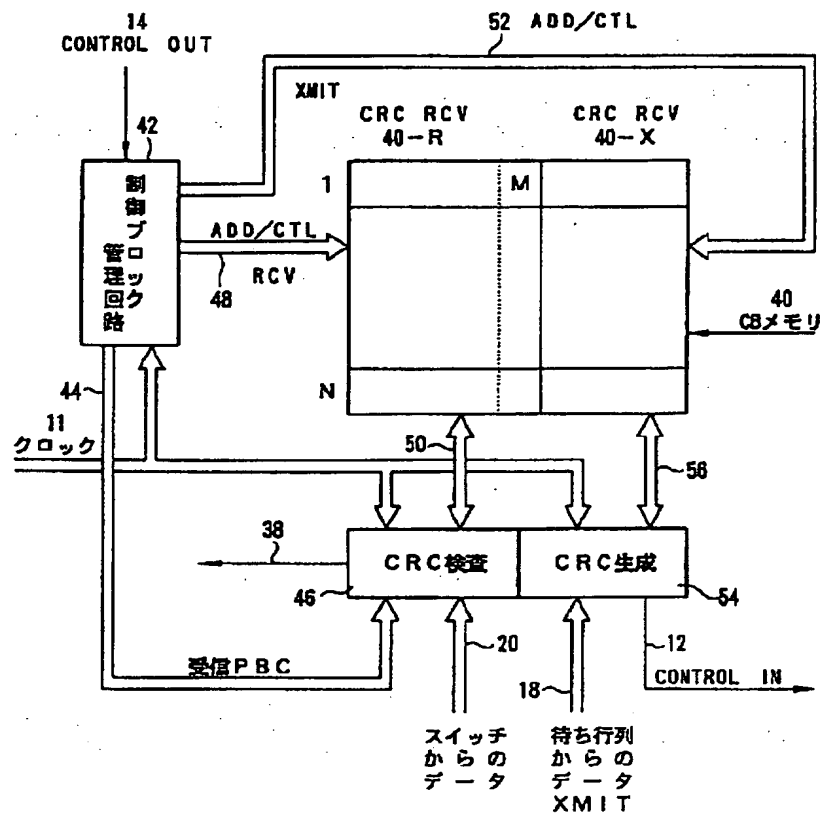 14
CONTROL OUT
52 ADD/CTL
XMIT
42
CRC RCV
40-R
CRC RCV
40-X
制御ブロック
管理回路
1
M
ADD/CTL
48
RCV
40
CBメモリ
N
44
11
クロック
50
56
38
CRC検査
CRC生成
46
54
受信PBC
20
18
12
CONTROL IN
スイッチ
からの
データ
待ち行列
からの
データ
XMIT